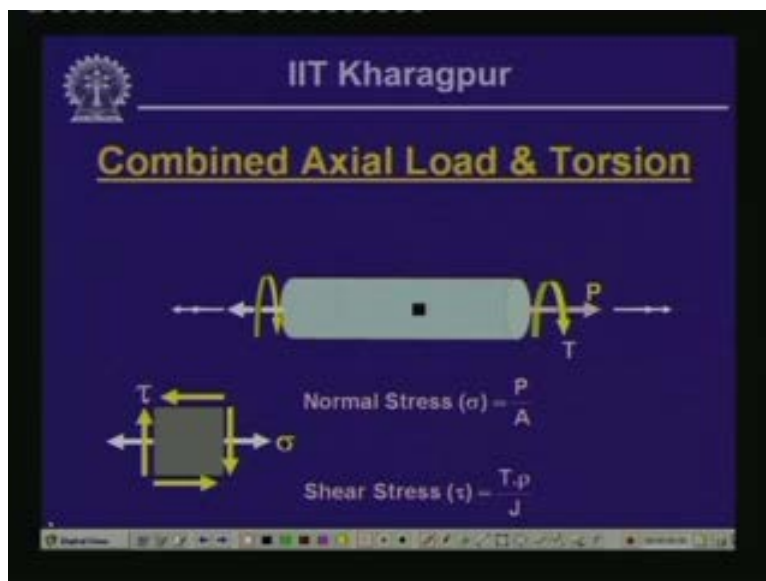 IIT Kharagpur
Combined Axial Load & Torsion
P
T
τ
σ
Normal Stress (σ) = P/A
Shear Stress (τ) = T.ρ/J